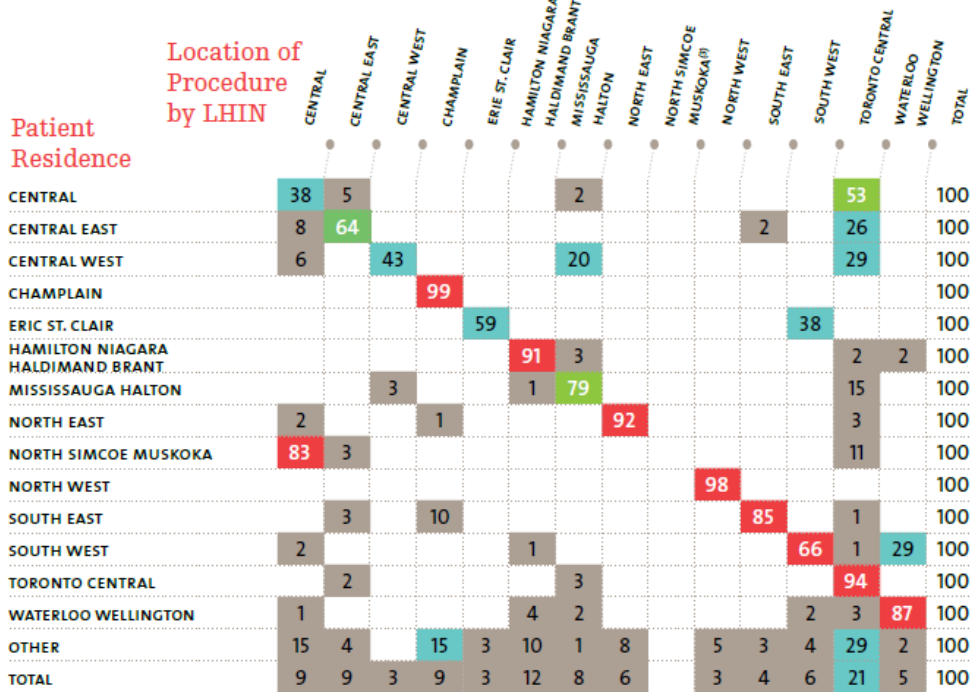 Location of
Procedure
by LHIN
Patient
Residence
CENTRAL
CENTRAL EAST
CENTRAL WEST
CHAMPLAIN
ERIE ST. CLAIR
HAMILTON NIAGARA
HALDIMAND BRANT
MISSISSAUGA
HALTON
NORTH EAST
NORTH SIMCOE
MUSKOKA(3)
NORTH WEST
SOUTH EAST
SOUTH WEST
TORONTO CENTRAL
WATERLOO
WELLINGTON
TOTAL
CENTRAL 38 5 2 53 100
CENTRAL EAST 8 64 2 26 100
CENTRAL WEST 6 43 20 29 100
CHAMPLAIN 99 100
ERIC ST. CLAIR 59 38 100
HAMILTON NIAGARA
HALDIMAND BRANT 91 3 2 2 100
MISSISSAUGA HALTON 3 1 79 15 100
NORTH EAST 2 1 92 3 100
NORTH SIMCOE MUSKOKA 83 3 11 100
NORTH WEST 98 100
SOUTH EAST 3 10 85 1 100
SOUTH WEST 2 1 66 1 29 100
TORONTO CENTRAL 2 3 94 100
WATERLOO WELLINGTON 1 4 2 2 3 87 100
OTHER 15 4 15 3 10 1 8 5 3 4 29 2 100
TOTAL 9 9 3 9 3 12 8 6 3 4 6 21 5 100